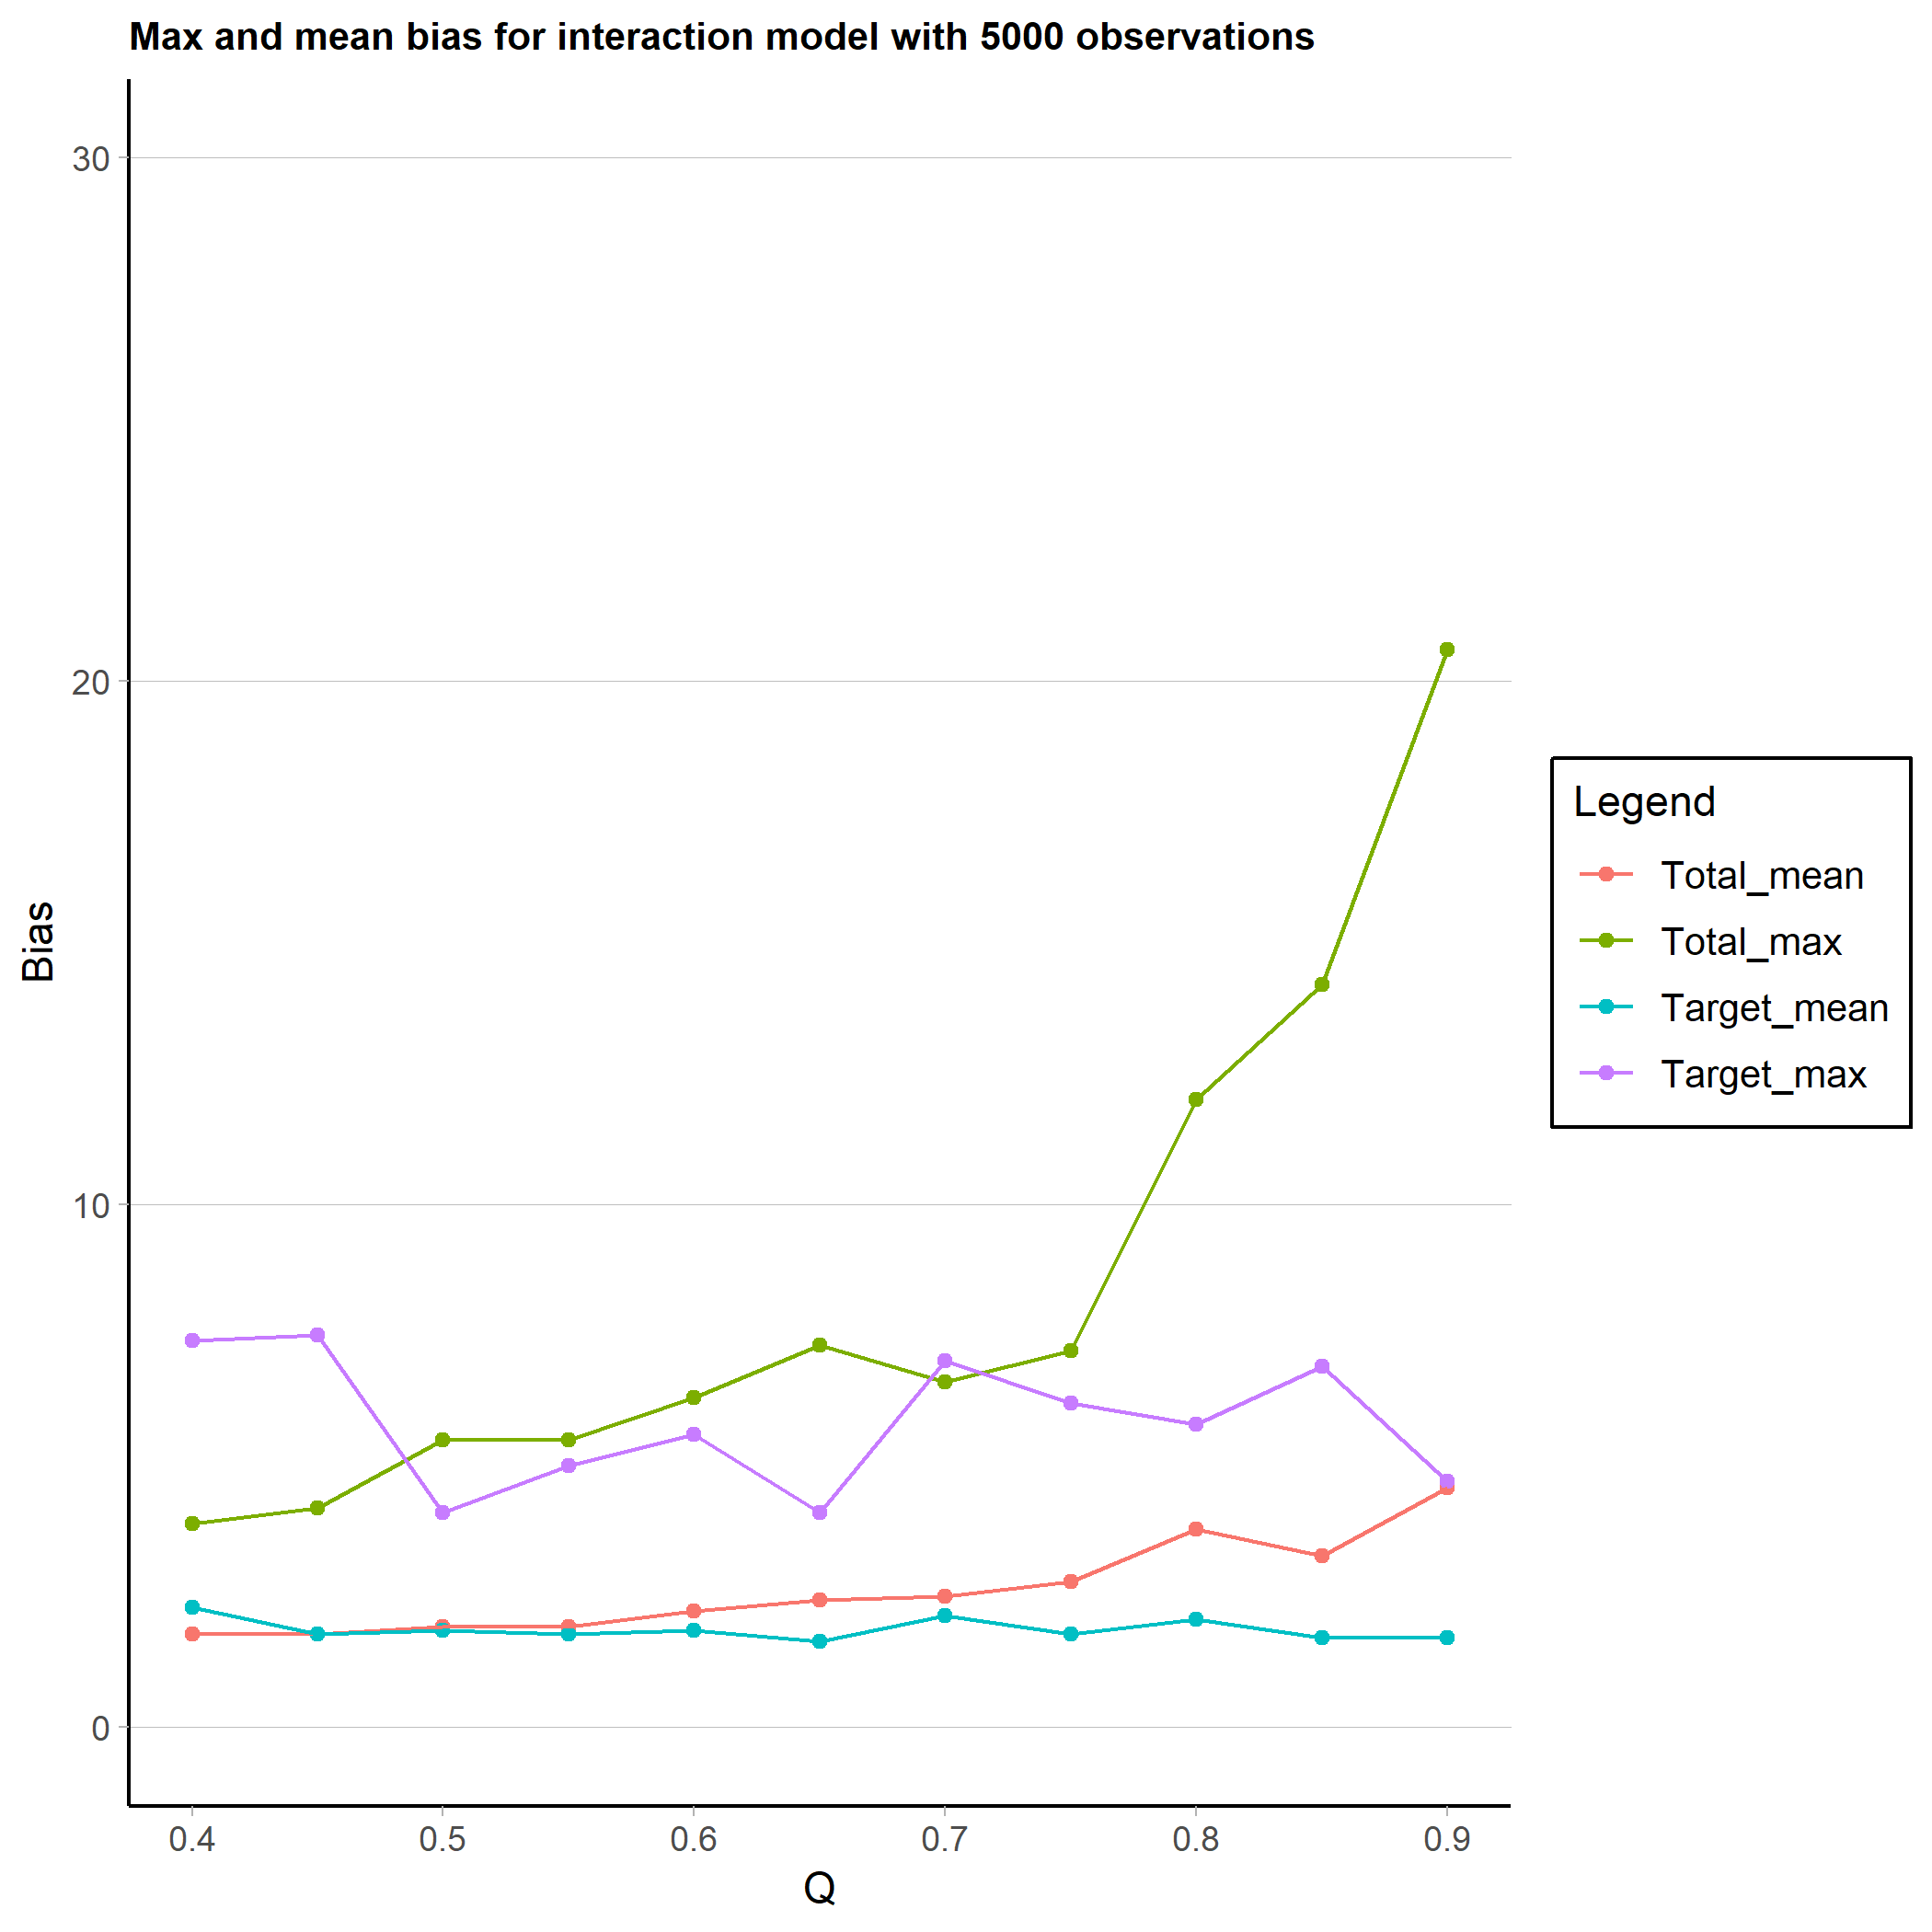 Max and mean bias for interaction model with 5000 observations
30
20
10
0
Bias
0.4 0.5 0.6 0.7 0.8 0.9
Q
Legend
Total_mean
Total_max
Target_mean
Target_max